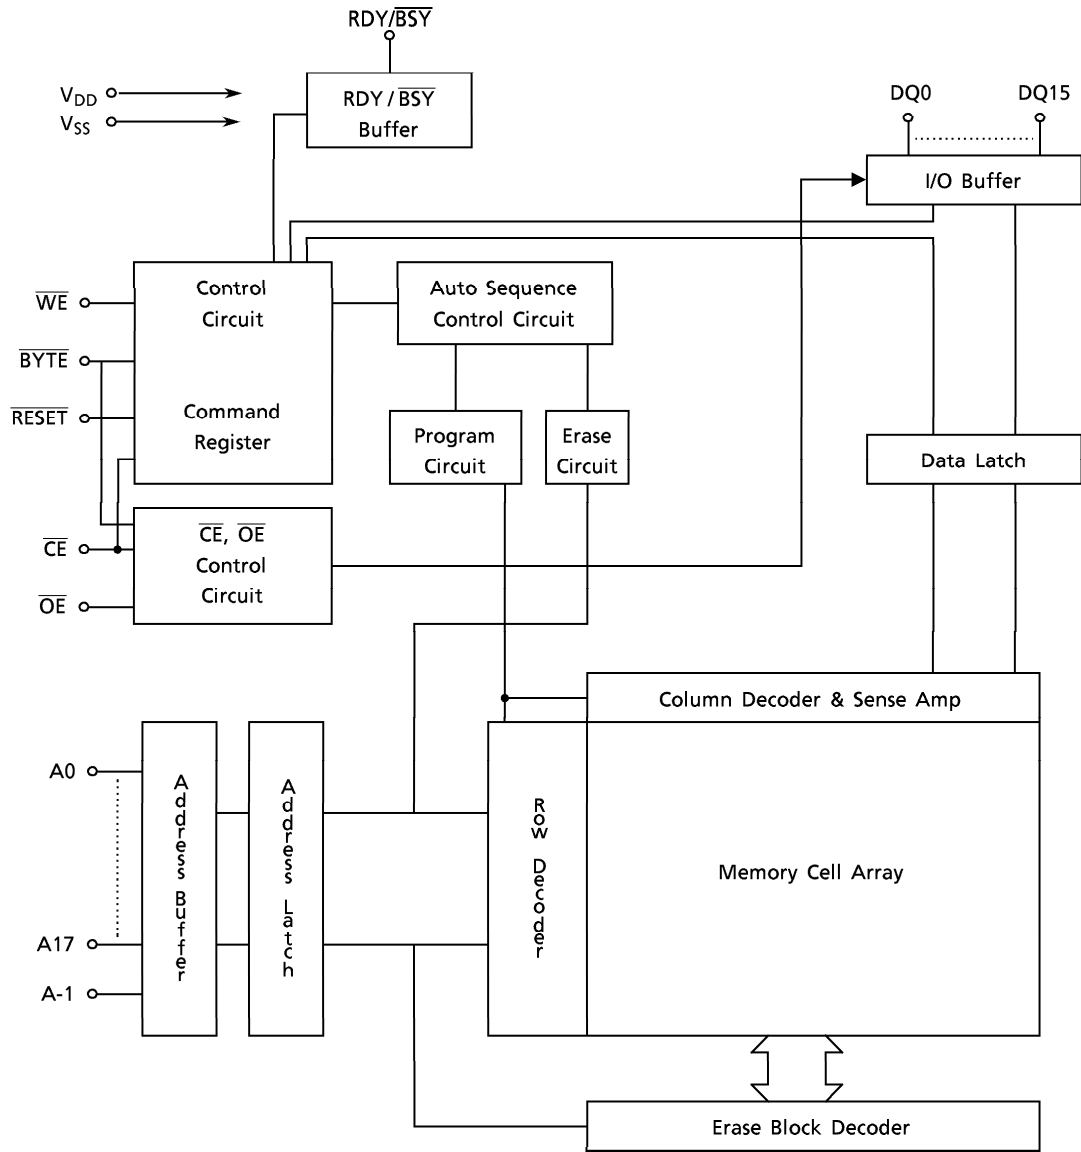 RDY/BSY
VDD
VSS
RDY / BSY
Buffer
DQ0
DQ15
I/O Buffer
WE
BYTE
RESET
Control
Circuit
Command
Register
Auto Sequence
Control Circuit
Program
Circuit
Erase
Circuit
Data Latch
CE
OE
CE, OE
Control
Circuit
Column Decoder & Sense Amp
A0
A17
A-1
Address Buffer
Address Latch
Row Decoder
Memory Cell Array
Erase Block Decoder